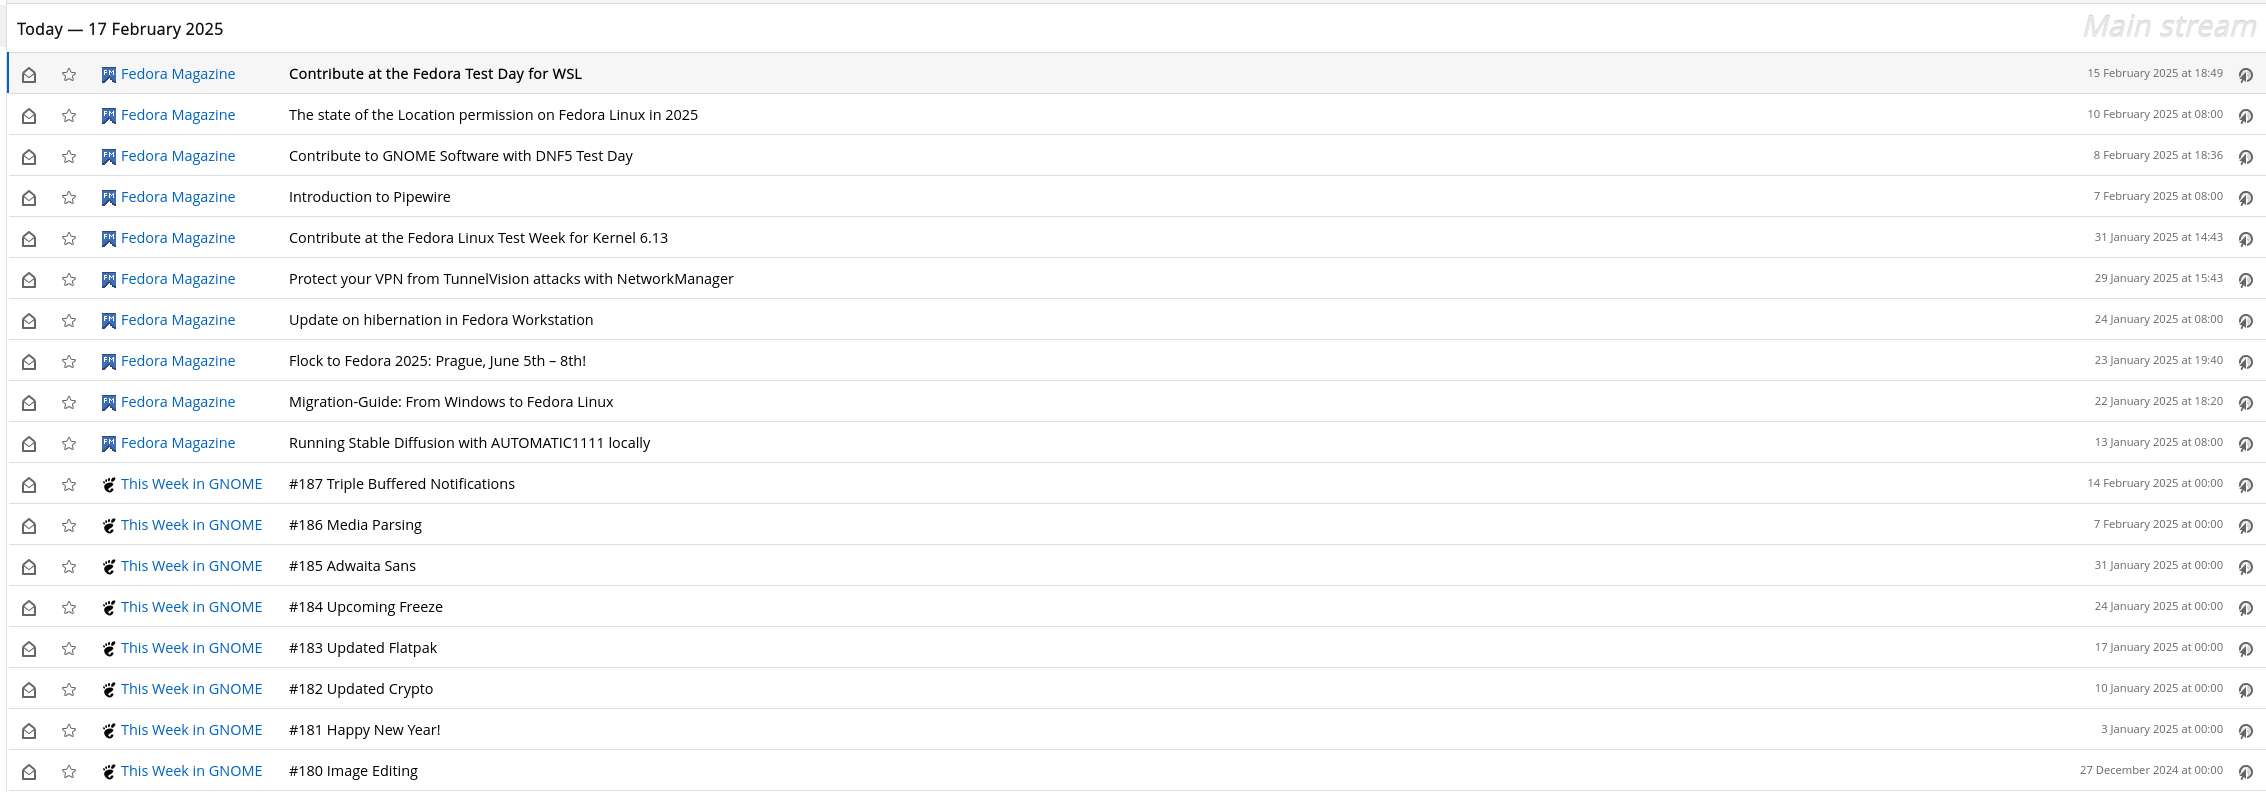 Today — 17 February 2025 Main stream
Fedora Magazine Contribute at the Fedora Test Day for WSL 15 February 2025 at 18:49
Fedora Magazine The state of the Location permission on Fedora Linux in 2025 10 February 2025 at 08:00
Fedora Magazine Contribute to GNOME Software with DNF5 Test Day 8 February 2025 at 18:36
Fedora Magazine Introduction to Pipewire 7 February 2025 at 08:00
Fedora Magazine Contribute at the Fedora Linux Test Week for Kernel 6.13 31 January 2025 at 14:43
Fedora Magazine Protect your VPN from TunnelVision attacks with NetworkManager 29 January 2025 at 15:43
Fedora Magazine Update on hibernation in Fedora Workstation 24 January 2025 at 08:00
Fedora Magazine Flock to Fedora 2025: Prague, June 5th – 8th! 23 January 2025 at 19:40
Fedora Magazine Migration-Guide: From Windows to Fedora Linux 22 January 2025 at 18:20
Fedora Magazine Running Stable Diffusion with AUTOMATIC1111 locally 13 January 2025 at 08:00
This Week in GNOME #187 Triple Buffered Notifications 14 February 2025 at 00:00
This Week in GNOME #186 Media Parsing 7 February 2025 at 00:00
This Week in GNOME #185 Adwaita Sans 31 January 2025 at 00:00
This Week in GNOME #184 Upcoming Freeze 24 January 2025 at 00:00
This Week in GNOME #183 Updated Flatpak 17 January 2025 at 00:00
This Week in GNOME #182 Updated Crypto 10 January 2025 at 00:00
This Week in GNOME #181 Happy New Year! 3 January 2025 at 00:00
This Week in GNOME #180 Image Editing 27 December 2024 at 00:00